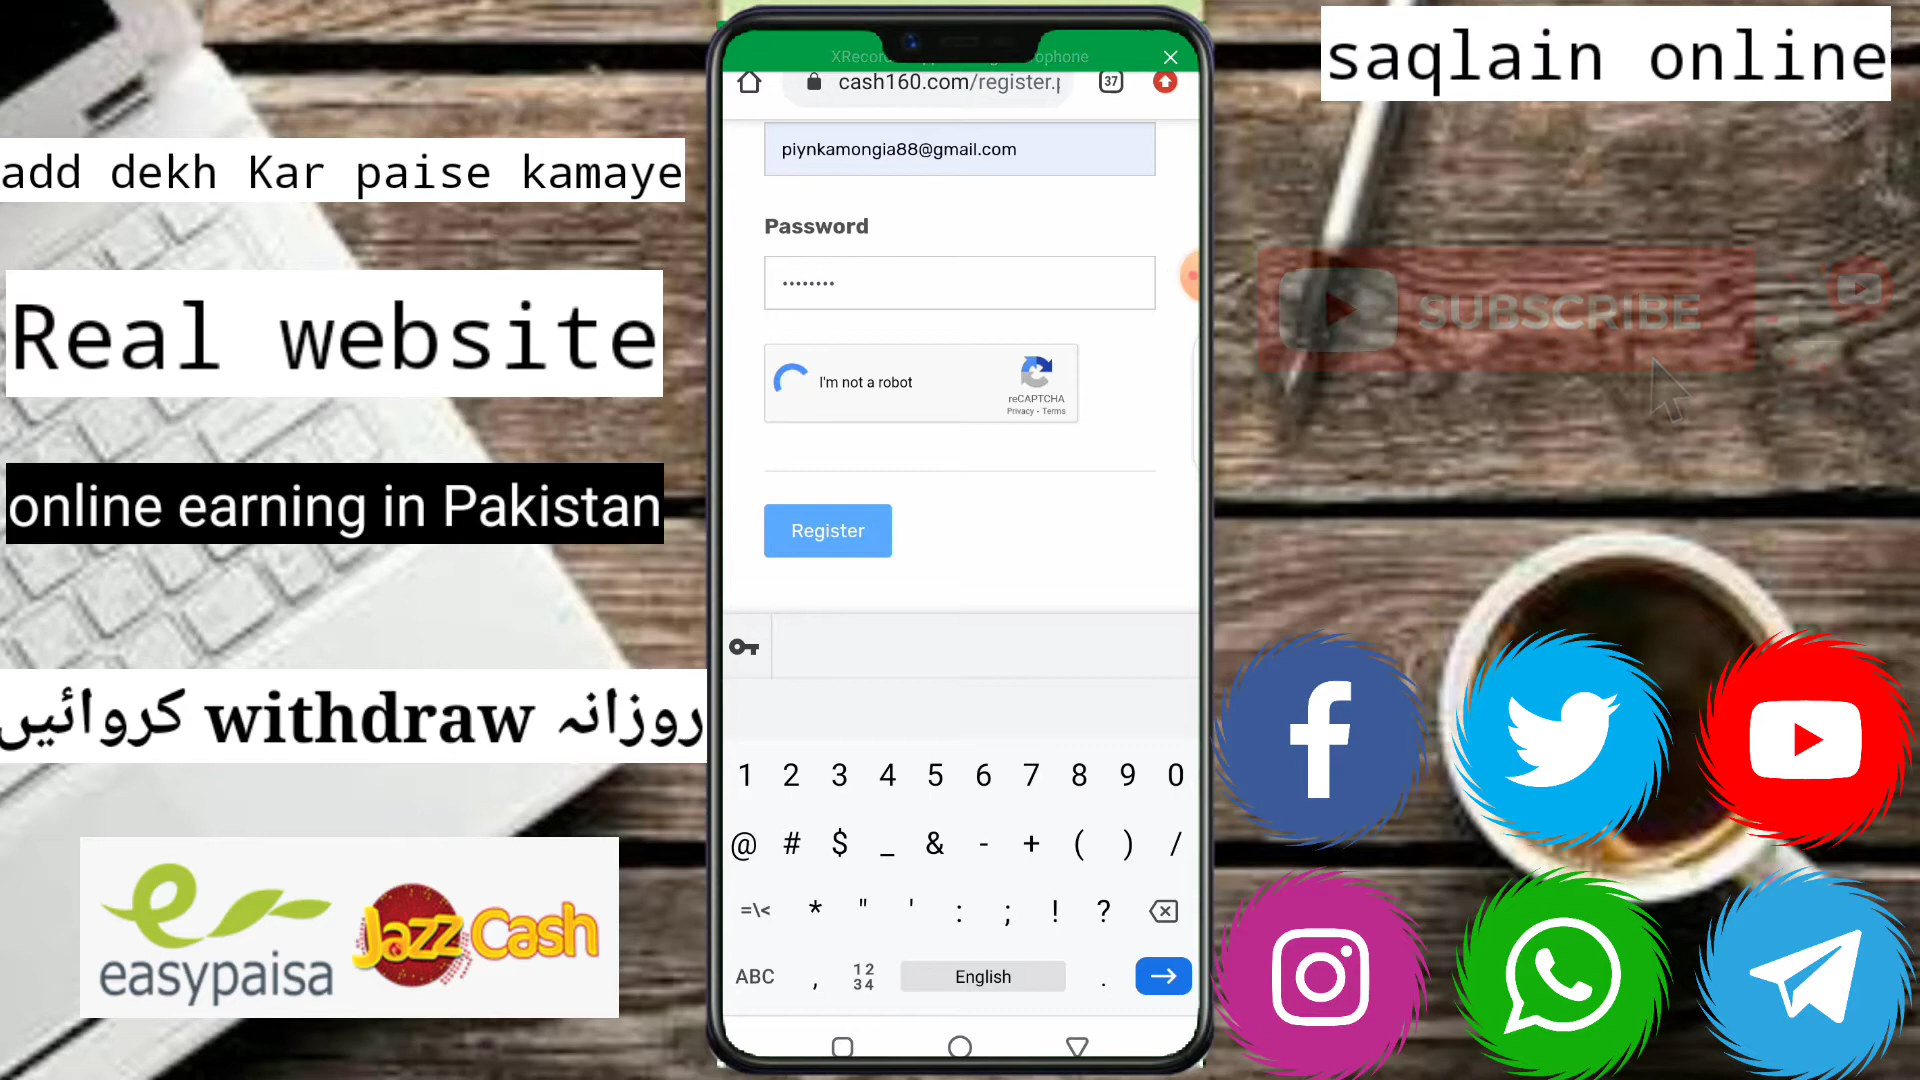 saqlain online
add dekh Kar paise kamaye
Real website
online earning in Pakistan
روزانہ withdraw کروائیں
easypaisa
JazzCash
SUBSCRIBE
cash160.com/register.
37
piynkamongia88@gmail.com
Password
••••••••
I'm not a robot
reCAPTCHA
Privacy - Terms
Register
1 2 3 4 5 6 7 8 9 0
@ # $ _ & - + ( ) /
=\< * " ' : ; ! ?
ABC , 12 34 English .